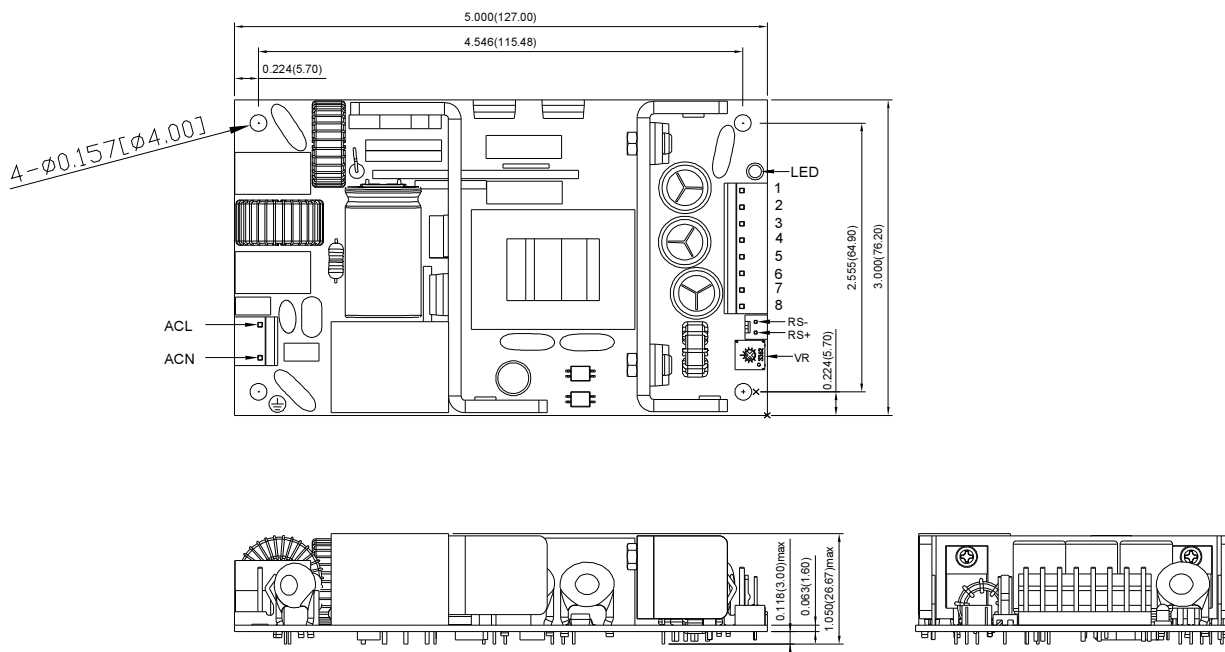 5.000(127.00)
4.546(115.48)
0.224(5.70)
4-Ø0.157[Ø4.00]
LED
1
2
3
4
5
6
7
8
2.555(64.90)
3.000(76.20)
0.224(5.70)
ACL
ACN
RS-
RS+
VR
3362
0.118(3.00)max
0.063(1.60)
1.050(26.67)max